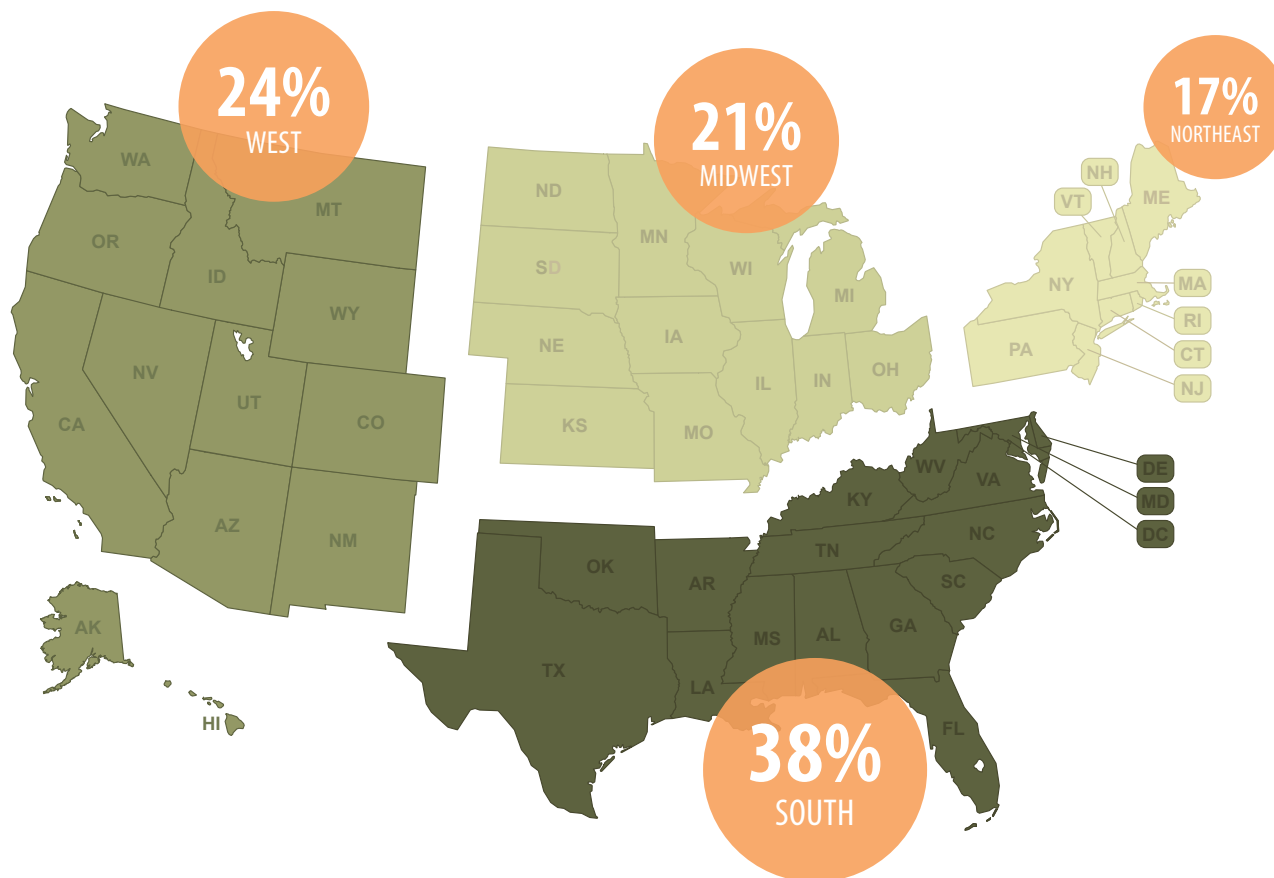 24%
WEST
21%
MIDWEST
17%
NORTHEAST
WA
OR
CA
NV
ID
MT
WY
UT
CO
AZ
NM
AK
HI
ND
SD
NE
KS
MN
IA
MO
WI
IL
IN
MI
OH
NH
VT
ME
NY
PA
MA
RI
CT
NJ
DE
MD
DC
WV
VA
KY
TN
NC
SC
OK
AR
TX
LA
MS
AL
GA
FL
38%
SOUTH